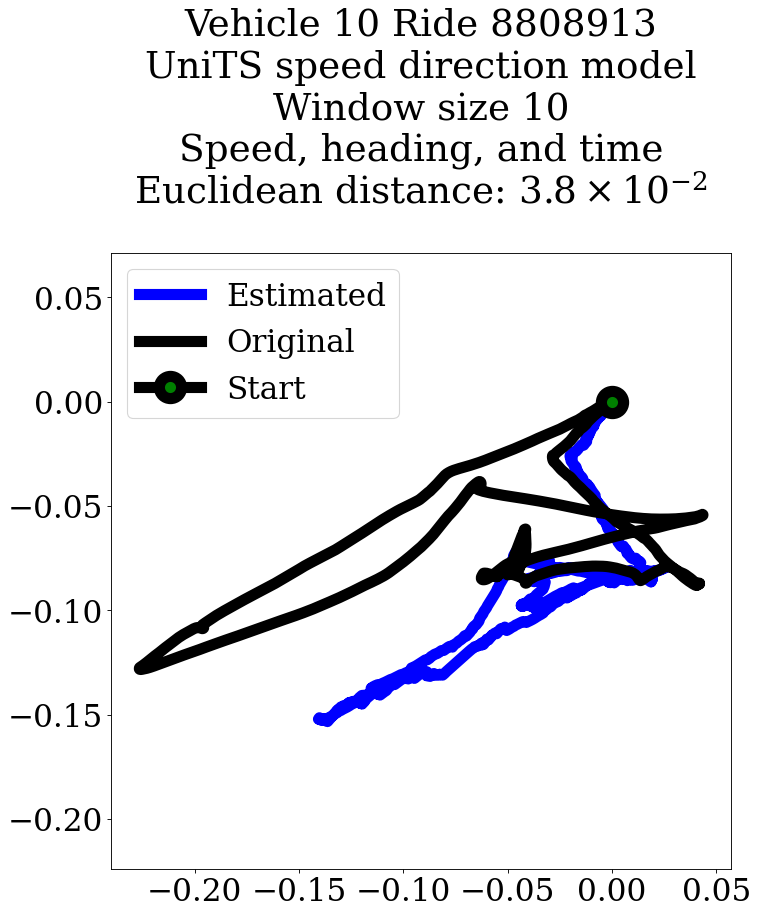 Vehicle 10 Ride 8808913
UniTS speed direction model
Window size 10
Speed, heading, and time
Euclidean distance: $3.8 \times 10^{-2}$
Estimated
Original
Start
0.05
0.00
−0.05
−0.10
−0.15
−0.20
−0.20 −0.15 −0.10 −0.05 0.00 0.05